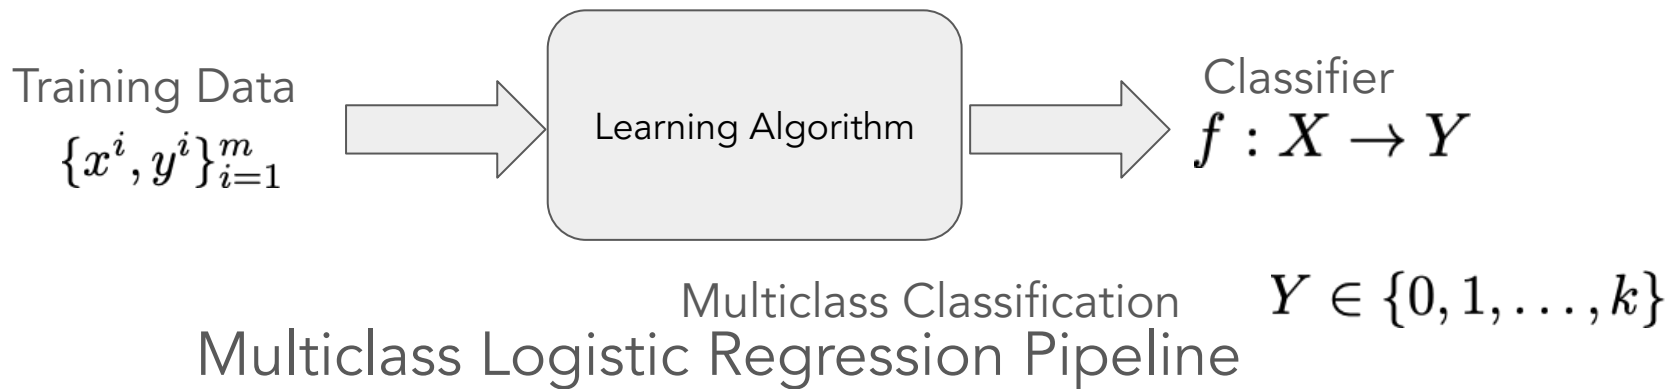 Training Data
{x^i, y^i}_{i=1}^m
Learning Algorithm
Classifier
f : X → Y
Multiclass Classification
Y ∈ {0, 1, . . . , k}
Multiclass Logistic Regression Pipeline